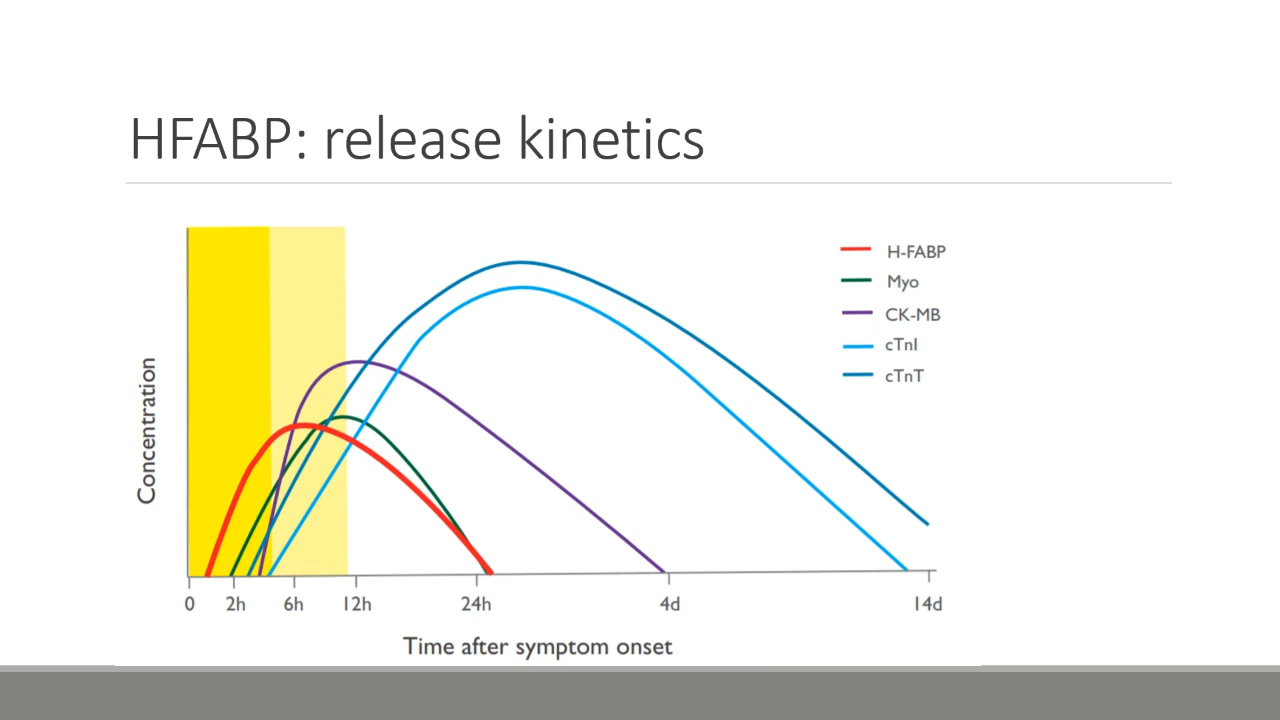 HFABP: release kinetics
Concentration
H-FABP
Myo
CK-MB
cTnI
cTnT
0 2h 6h 12h 24h 4d 14d
Time after symptom onset